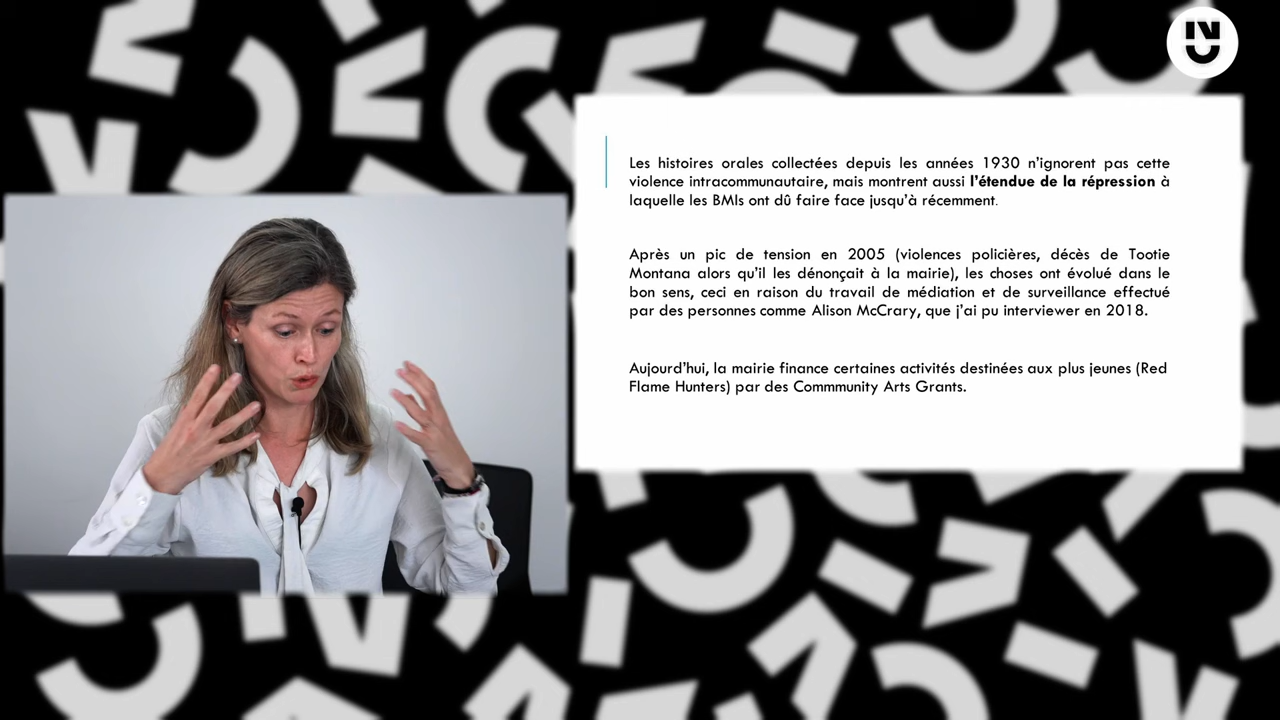 Les histoires orales collectées depuis les années 1930 n'ignorent pas cette
violence intracommunautaire, mais montrent aussi l'étendue de la répression à
laquelle les BMIs ont dû faire face jusqu'à récemment.
Après un pic de tension en 2005 (violences policières, décès de Tootie
Montana alors qu'il les dénonçait à la mairie), les choses ont évolué dans le
bon sens, ceci en raison du travail de médiation et de surveillance effectué
par des personnes comme Alison McCrary, que j'ai pu interviewer en 2018.
Aujourd'hui, la mairie finance certaines activités destinées aux plus jeunes (Red
Flame Hunters) par des Commmunity Arts Grants.